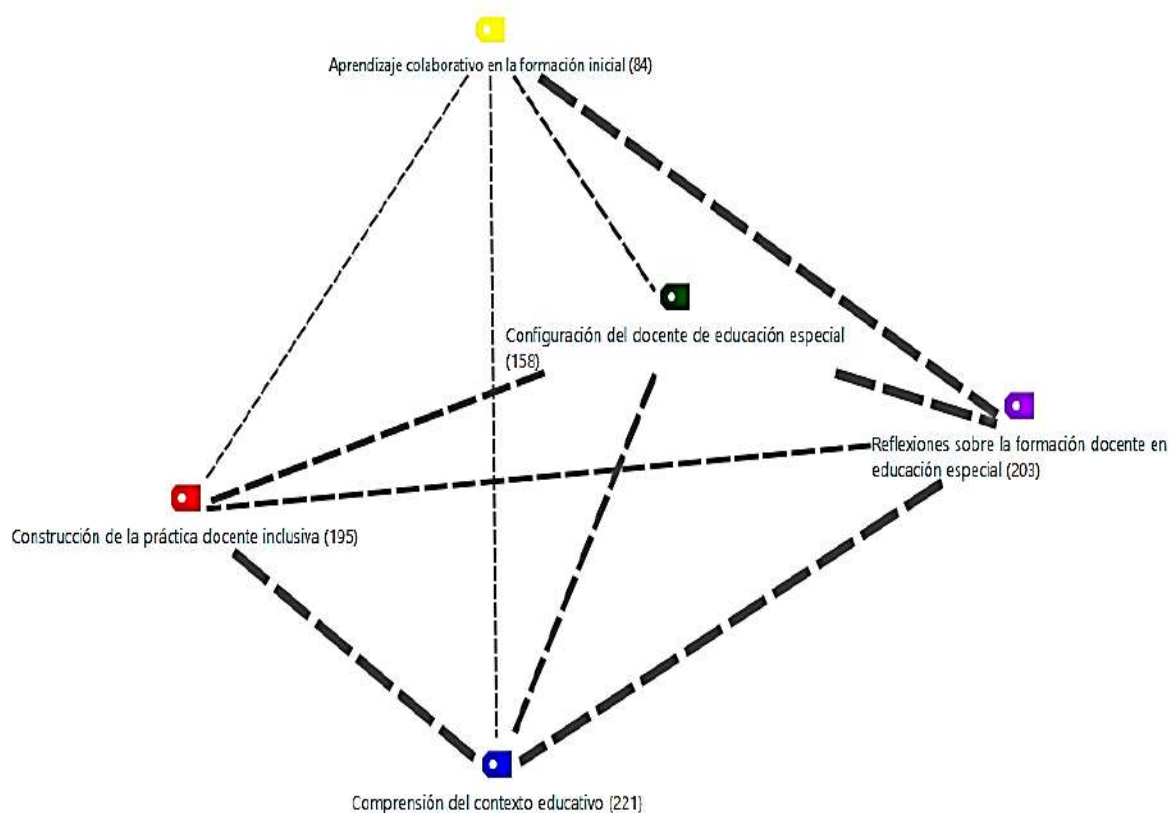 Aprendizaje colaborativo en la formación inicial (84)
Configuración del docente de educación especial
(158)
Reflexiones sobre la formación docente en
educación especial (203)
Construcción de la práctica docente inclusiva (195)
Comprensión del contexto educativo (221)